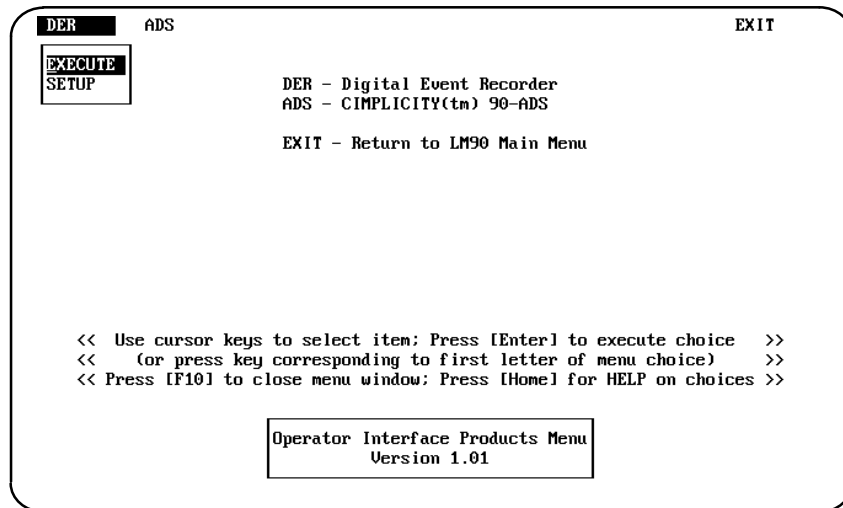 DER ADS EXIT
EXECUTE
SETUP
DER - Digital Event Recorder
ADS - CIMPLICITY(tm) 90-ADS
EXIT - Return to LM90 Main Menu
<< Use cursor keys to select item; Press [Enter] to execute choice >>
<< (or press key corresponding to first letter of menu choice) >>
<< Press [F10] to close menu window; Press [Home] for HELP on choices >>
Operator Interface Products Menu
Version 1.01